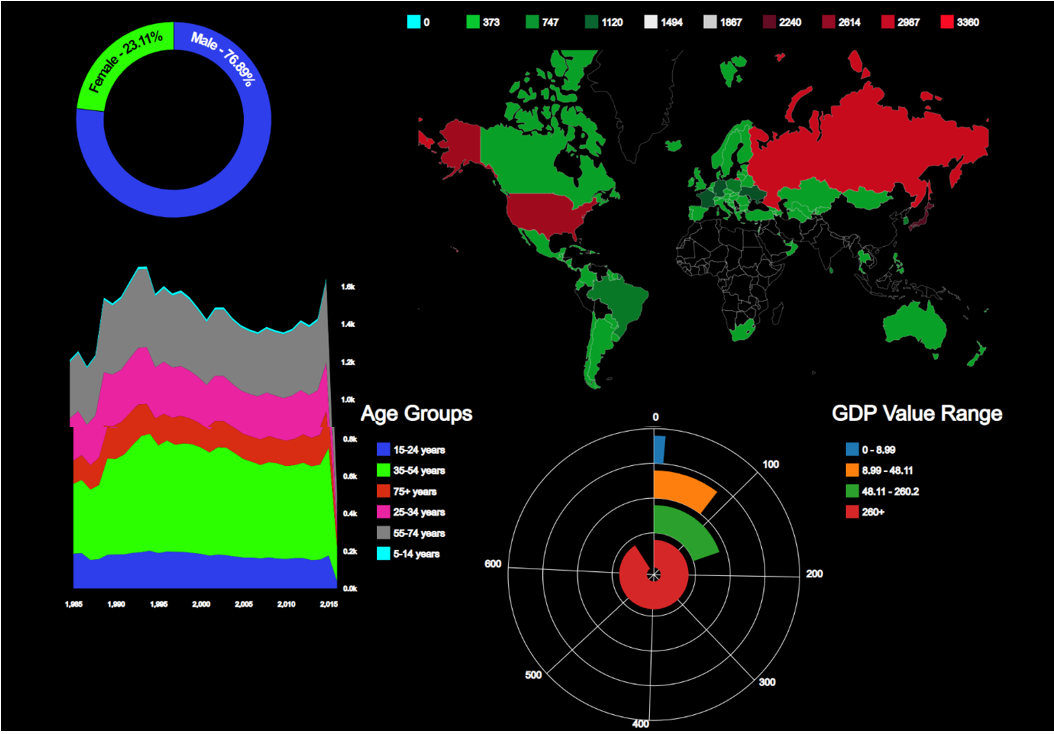 0 373 747 1120 1494 1867 2240 2614 2987 3360
Female - 23.11%
Male - 76.89%
1.6k
1.4k
1.2k
1.0k
0.8k
0.6k
0.4k
0.2k
0.0k
1,985 1,990 1,995 2,000 2,005 2,010 2,015
Age Groups
15-24 years
35-54 years
75+ years
25-34 years
55-74 years
5-14 years
0
100
200
300
400
500
600
GDP Value Range
0 - 8.99
8.99 - 48.11
48.11 - 260.2
260+